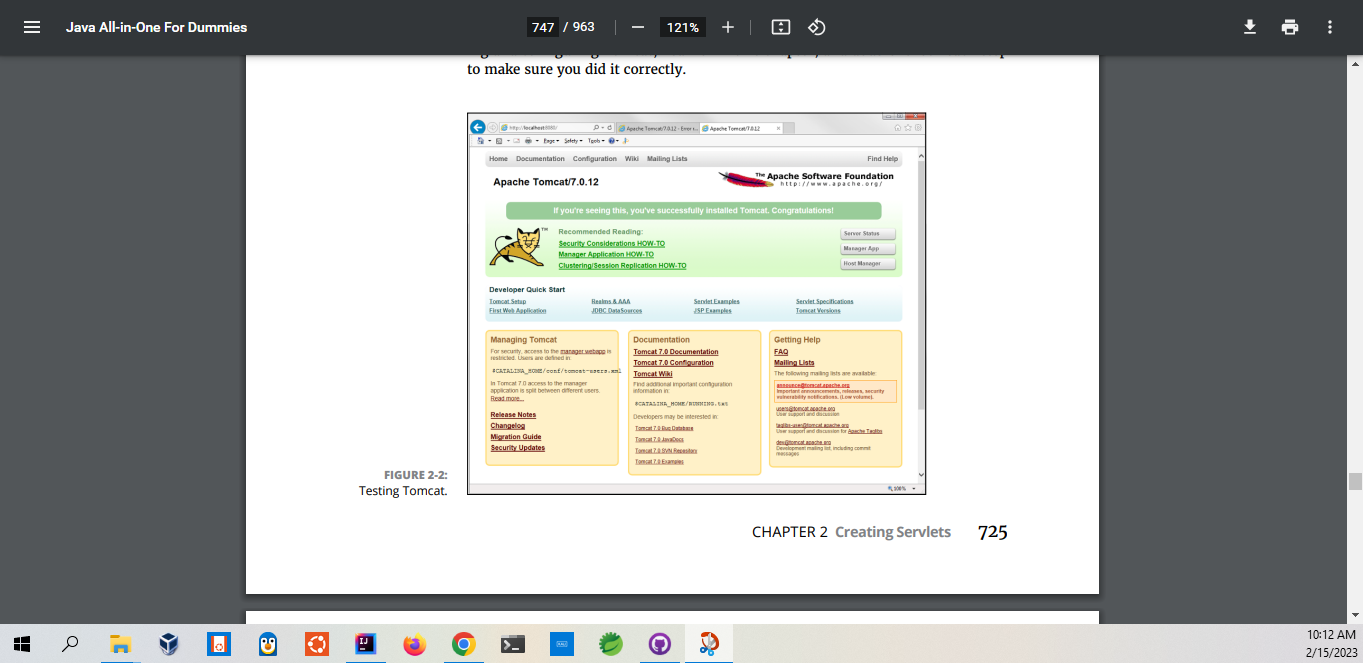 Java All-in-One For Dummies
747 / 963
121%
to make sure you did it correctly.
http://localhost:8080/
Apache Tomcat/7.0.12 - Error r...
Apache Tomcat/7.0.12
Page
Safety
Tools
Home Documentation Configuration Wiki Mailing Lists Find Help
Apache Tomcat/7.0.12
The Apache Software Foundation
http://www.apache.org/
If you're seeing this, you've successfully installed Tomcat. Congratulations!
TM
Recommended Reading:
Security Considerations HOW-TO
Manager Application HOW-TO
Clustering/Session Replication HOW-TO
Server Status
Manager App
Host Manager
Developer Quick Start
Tomcat Setup Realms & AAA Servlet Examples Servlet Specifications
First Web Application JDBC DataSources JSP Examples Tomcat Versions
Managing Tomcat
For security, access to the manager webapp is
restricted. Users are defined in:
$CATALINA_HOME/conf/tomcat-users.xml
In Tomcat 7.0 access to the manager
application is split between different users.
Read more...
Release Notes
Changelog
Migration Guide
Security Updates
Documentation
Tomcat 7.0 Documentation
Tomcat 7.0 Configuration
Tomcat Wiki
Find additional important configuration
information in:
$CATALINA_HOME/RUNNING.txt
Developers may be interested in:
Tomcat 7.0 Bug Database
Tomcat 7.0 JavaDocs
Tomcat 7.0 SVN Repository
Tomcat 7.0 Examples
Getting Help
FAQ
Mailing Lists
The following mailing lists are available:
announce@tomcat.apache.org
Important announcements, releases, security
vulnerability notifications. (Low volume).
users@tomcat.apache.org
User support and discussion
taglibs-user@tomcat.apache.org
User support and discussion for Apache Taglibs
dev@tomcat.apache.org
Development mailing list, including commit
messages
100%
FIGURE 2-2:
Testing Tomcat.
CHAPTER 2 Creating Servlets 725
IJ
10:12 AM
2/15/2023